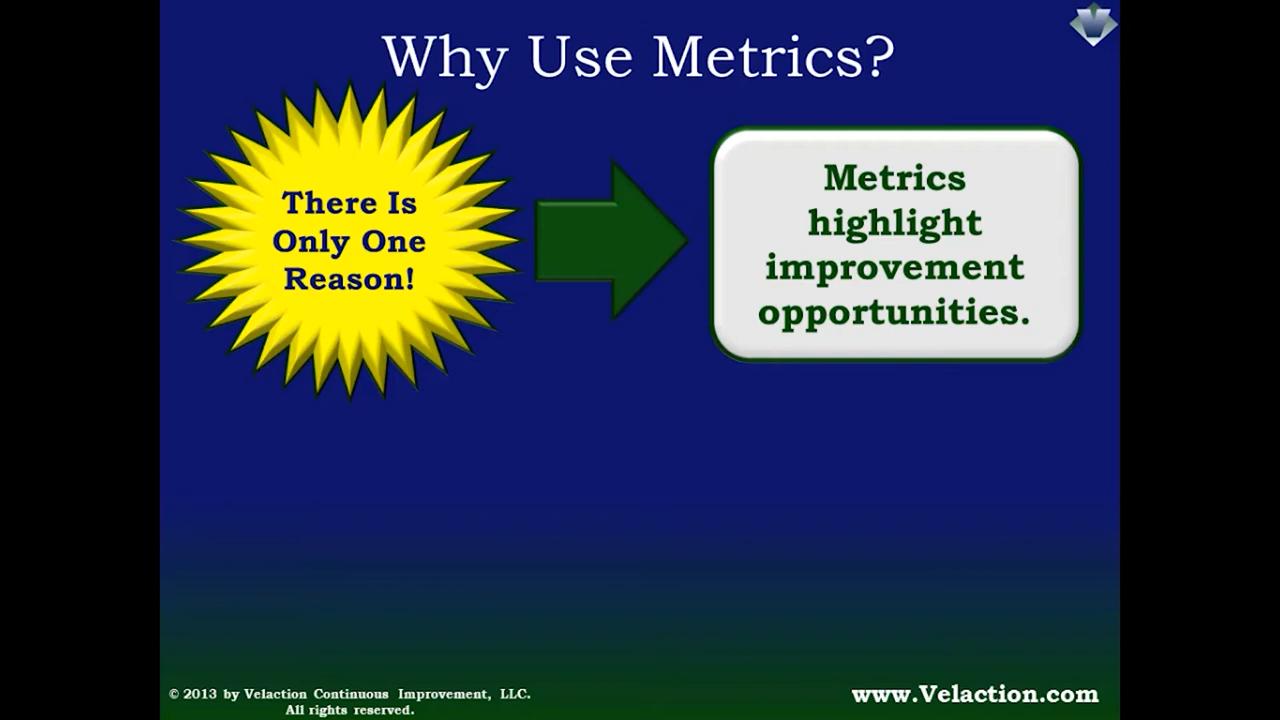 Why Use Metrics?
There Is
Only One
Reason!
Metrics
highlight
improvement
opportunities.
© 2013 by Velaction Continuous Improvement, LLC.
All rights reserved.
www.Velaction.com